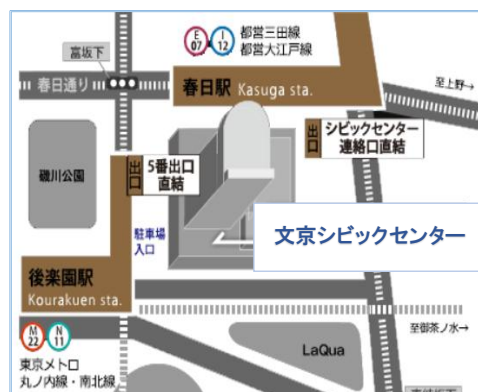 富坂下
E
07
I
12
都営三田線
都営大江戸線
春日通り
春日駅 Kasuga sta.
至上野→
出口
シビックセンター
連絡口直結
出口
5番出口
直結
礫川公園
駐車場
入口
文京シビックセンター
後楽園駅
Kourakuen sta.
M
22
N
11
至御茶ノ水→
LaQua
東京メトロ
丸ノ内線・南北線